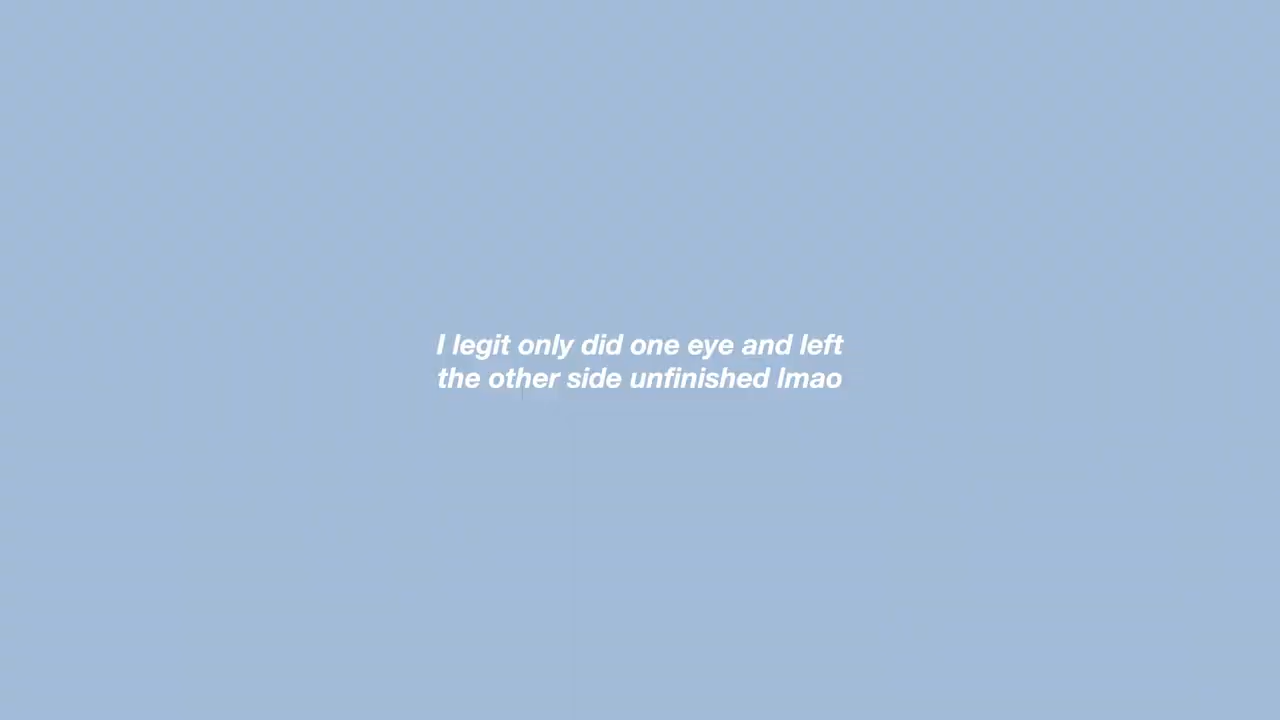 I legit only did one eye and left
the other side unfinished lmao